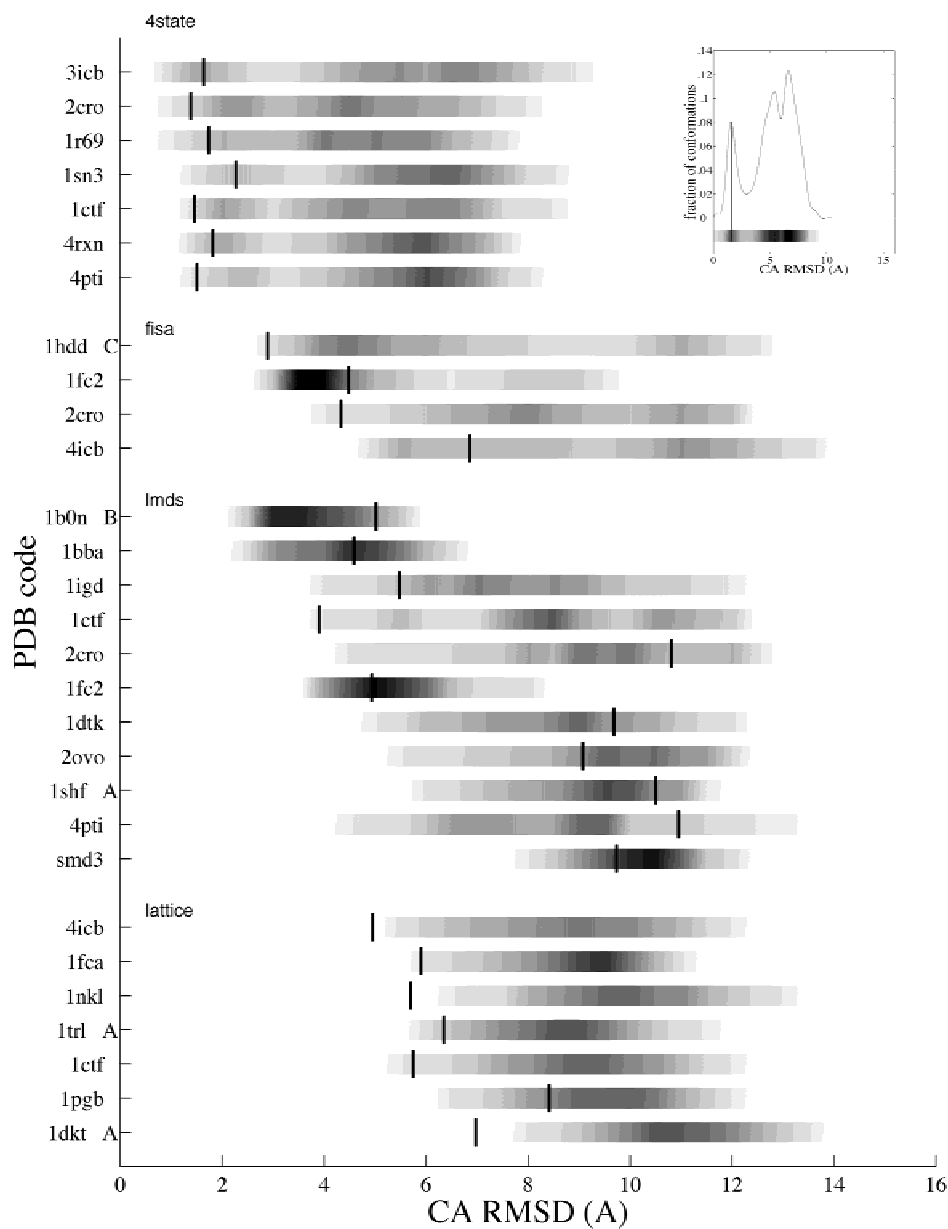 4state
3icb
2cro
1r69
1sn3
1ctf
4rxn
4pti
.14
.12
.1
.08
.06
.04
.02
0
fraction of conformations
0 5 10 15
CA RMSD (A)
fisa
1hdd C
1fc2
2cro
4icb
lmds
1b0n B
1bba
1igd
1ctf
2cro
1fc2
1dtk
2ovo
1shf A
4pti
smd3
PDB code
lattice
4icb
1fca
1nkl
1trl A
1ctf
1pgb
1dkt A
0 2 4 6 8 10 12 14 16
CA RMSD (A)